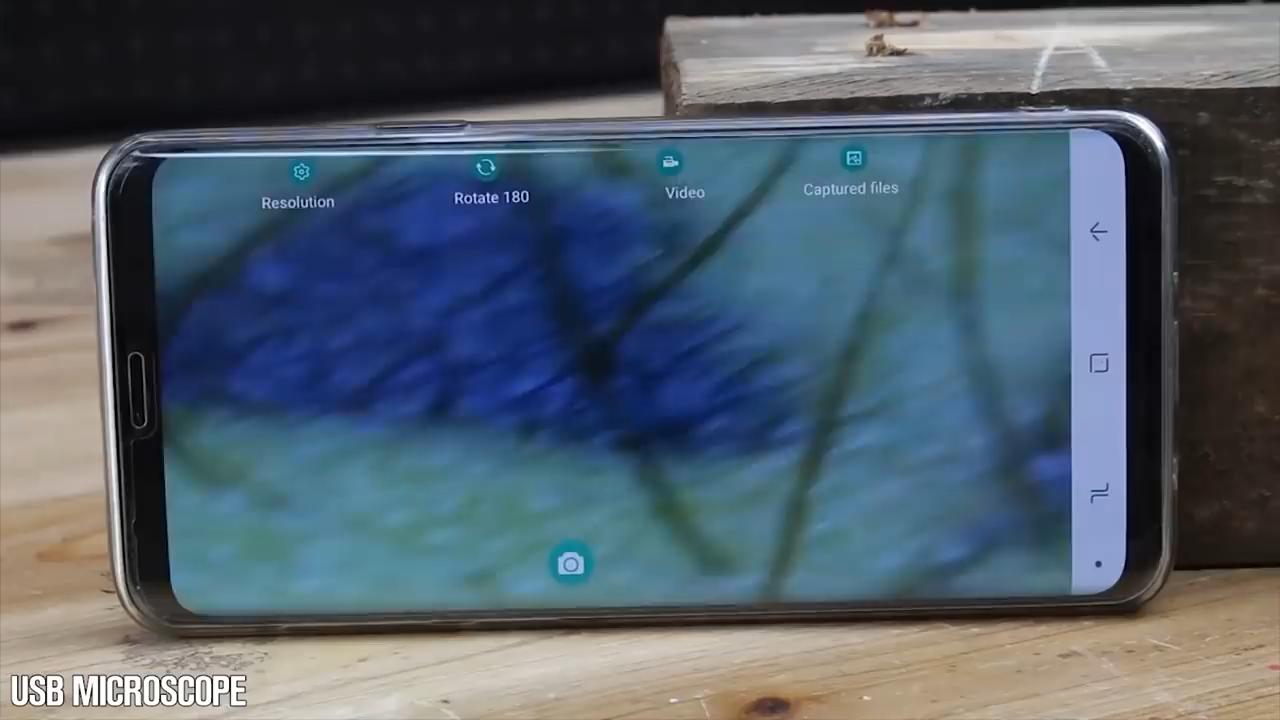 Resolution
Rotate 180
Video
Captured files
USB MICROSCOPE